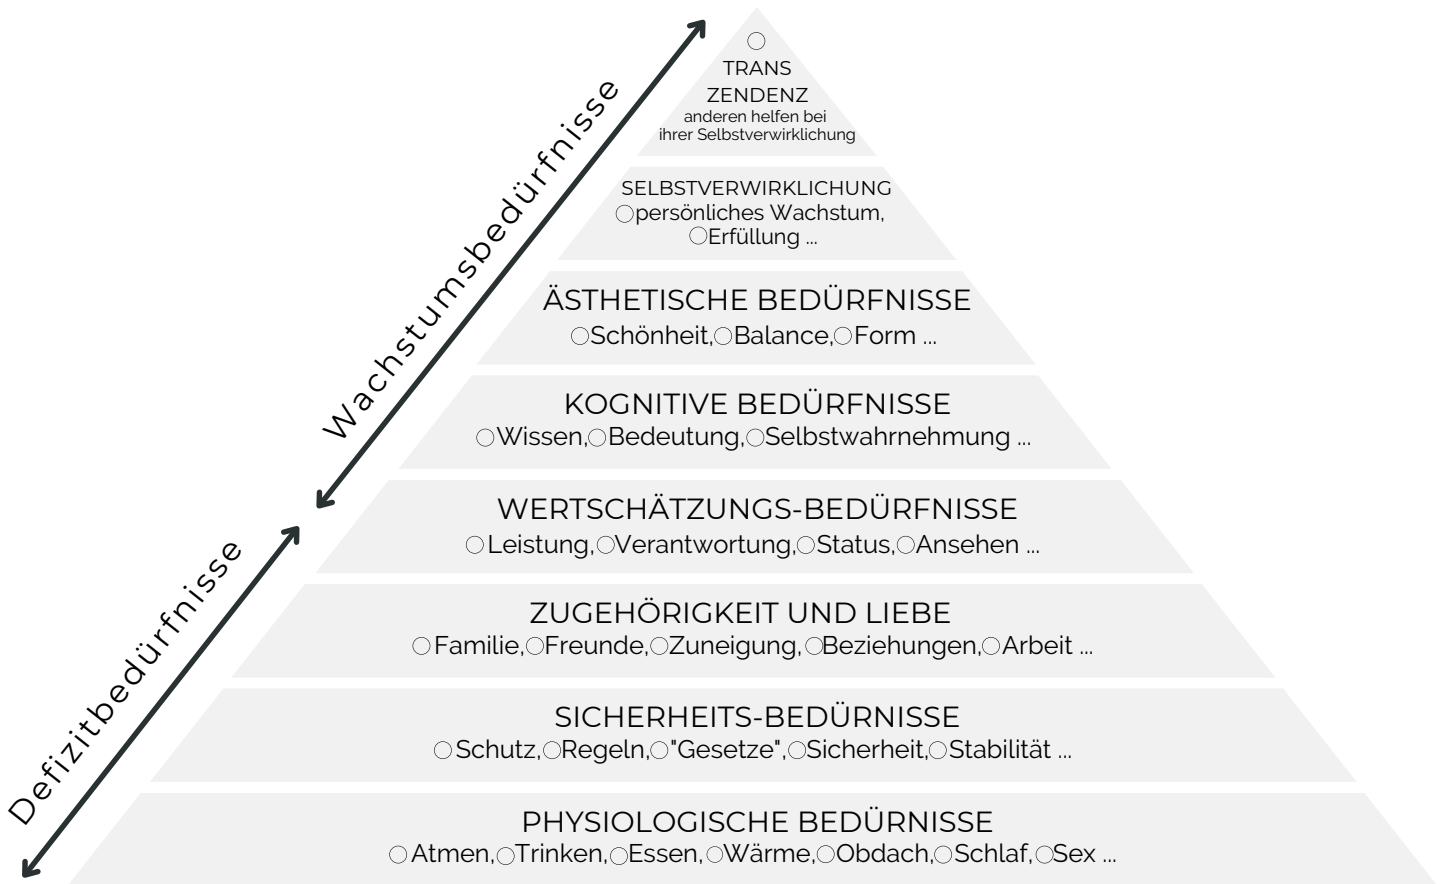 TRANS
ZENDENZ
anderen helfen bei
ihrer Selbstverwirklichung
SELBSTVERWIRKLICHUNG
persönliches Wachstum,
Erfüllung ...
ÄSTHETISCHE BEDÜRFNISSE
Schönheit, Balance, Form ...
KOGNITIVE BEDÜRFNISSE
Wissen, Bedeutung, Selbstwahrnehmung ...
Wachstumsbedürfnisse
WERTSCHÄTZUNGS-BEDÜRFNISSE
Leistung, Verantwortung, Status, Ansehen ...
ZUGEHÖRIGKEIT UND LIEBE
Familie, Freunde, Zuneigung, Beziehungen, Arbeit ...
SICHERHEITS-BEDÜRNISSE
Schutz, Regeln, "Gesetze", Sicherheit, Stabilität ...
PHYSIOLOGISCHE BEDÜRNISSE
Atmen, Trinken, Essen, Wärme, Obdach, Schlaf, Sex ...
Defizitbedürfnisse